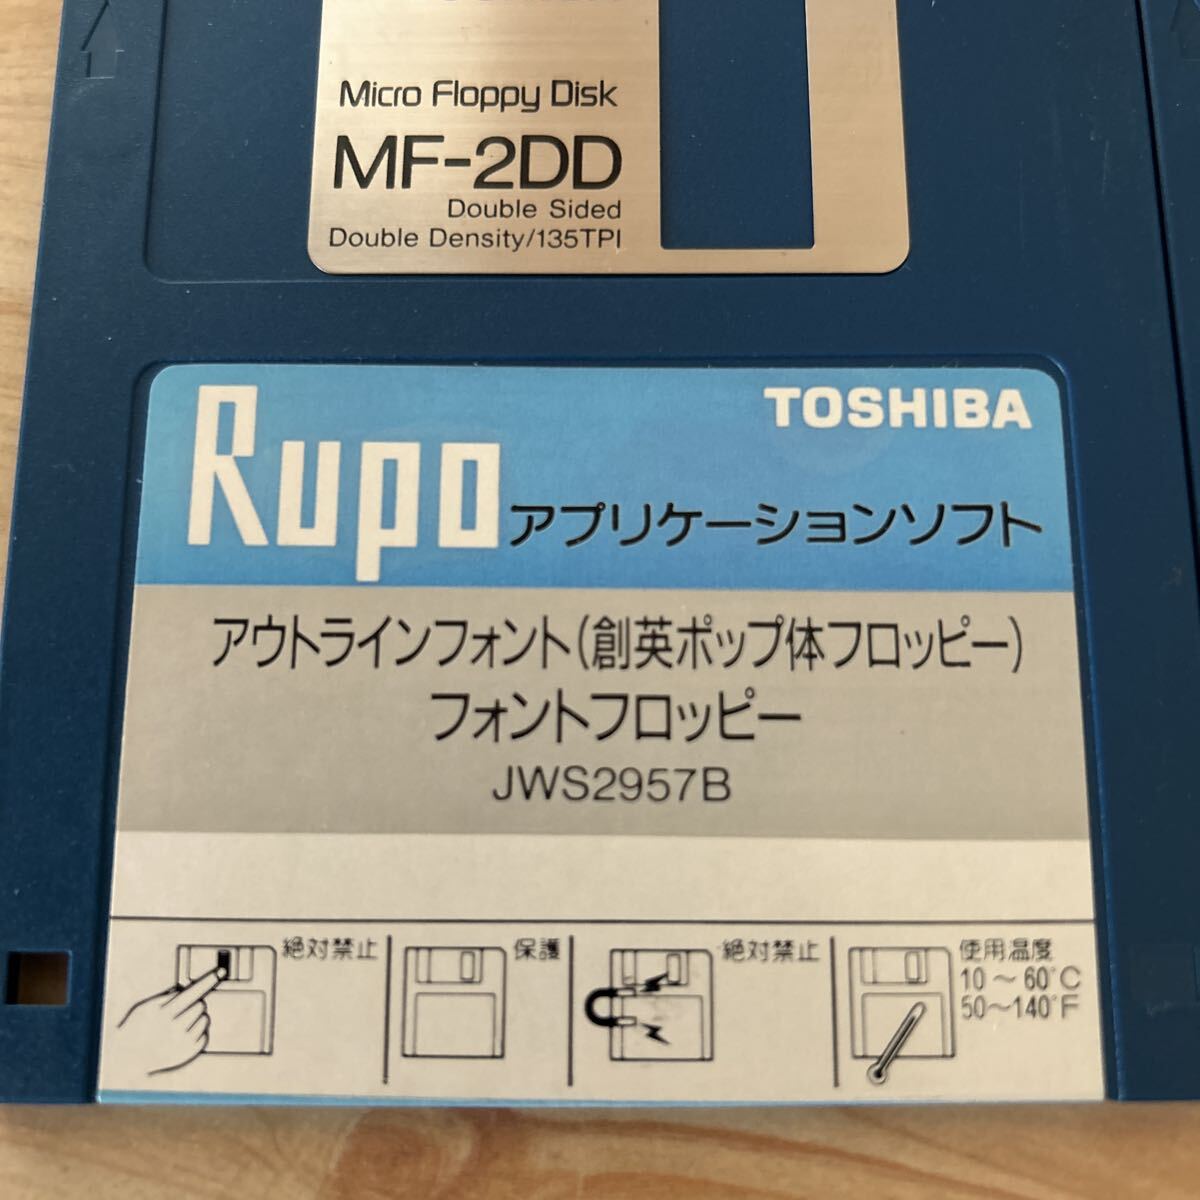 Micro Floppy Disk
MF-2DD
Double Sided
Double Density/135TPI
TOSHIBA
Rupo アプリケーションソフト
アウトラインフォント(創英ポップ体フロッピー)
フォントフロッピー
JWS2957B
絶対禁止
保護
絶対禁止
使用温度
10～60℃
50～140°F